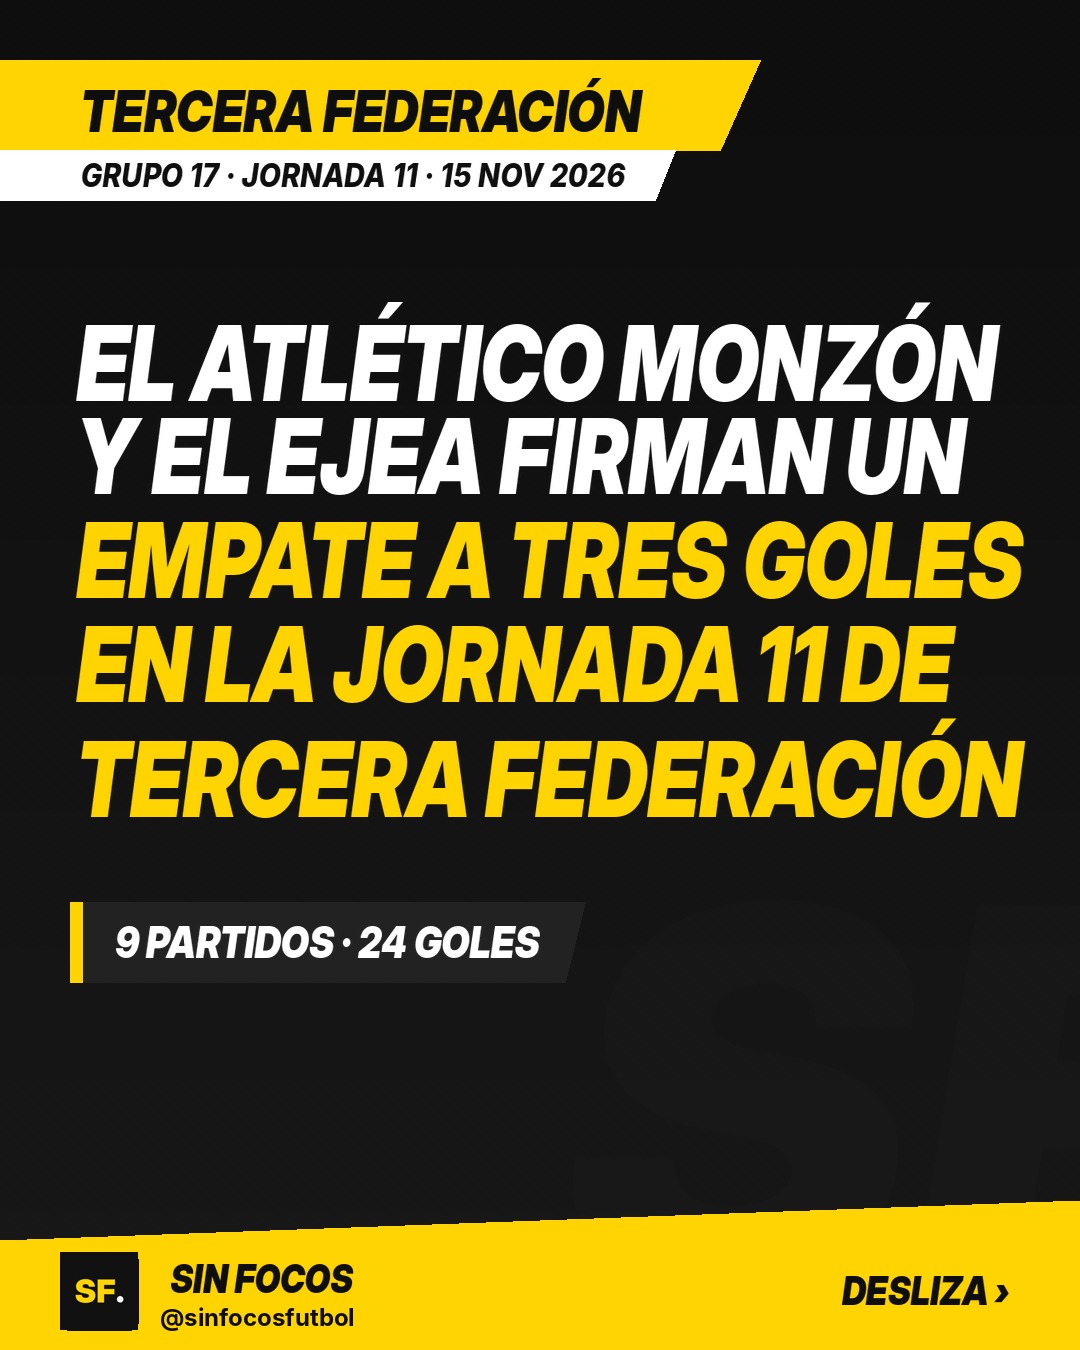 TERCERA FEDERACIÓN
GRUPO 17 · JORNADA 11 · 15 NOV 2026
EL ATLÉTICO MONZÓN
Y EL EJEA FIRMAN UN
EMPATE A TRES GOLES
EN LA JORNADA 11 DE
TERCERA FEDERACIÓN
9 PARTIDOS · 24 GOLES
SF
SF.
SIN FOCOS
@sinfocosfutbol
DESLIZA ›